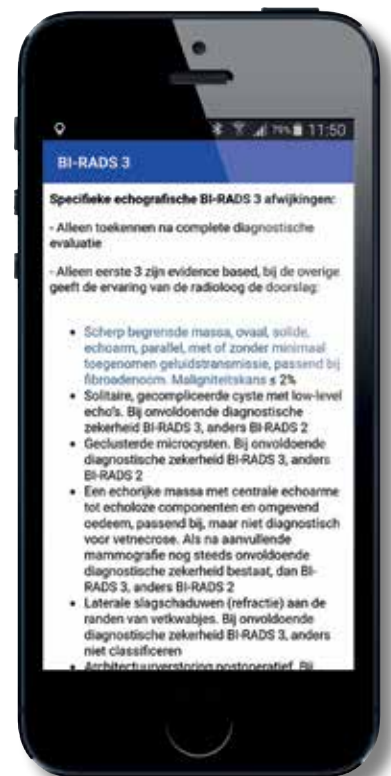 79% 11:50
BI-RADS 3
Specifieke echografische BI-RADS 3 afwijkingen:
- Alleen toekennen na complete diagnostische
evaluatie
- Alleen eerste 3 zijn evidence based, bij de overige
geeft de ervaring van de radioloog de doorslag:
• Scherp begrensde massa, ovaal, solide,
echoarm, parallel, met of zonder minimaal
toegenomen geluidstransmissie, passend bij
fibroadenoom. Maligniteitskans ≤ 2%
• Solitaire, gecompliceerde cyste met low-level
echo's. Bij onvoldoende diagnostische
zekerheid BI-RADS 3, anders BI-RADS 2
• Geclusterde microcysten. Bij onvoldoende
diagnostische zekerheid BI-RADS 3, anders
BI-RADS 2
• Een echorijke massa met centrale echoarme
tot echoloze componenten en omgevend
oedeem, passend bij, maar niet diagnostisch
voor vetnecrose. Als na aanvullende
mammografie nog steeds onvoldoende
diagnostische zekerheid bestaat, dan BI-
RADS 3, anders BI-RADS 2
• Laterale slagschaduwen (refractie) aan de
randen van vetkwabjes. Bij onvoldoende
diagnostische zekerheid BI-RADS 3, anders
niet classificeren
• Architectuurverstoring postoperatief. Bij